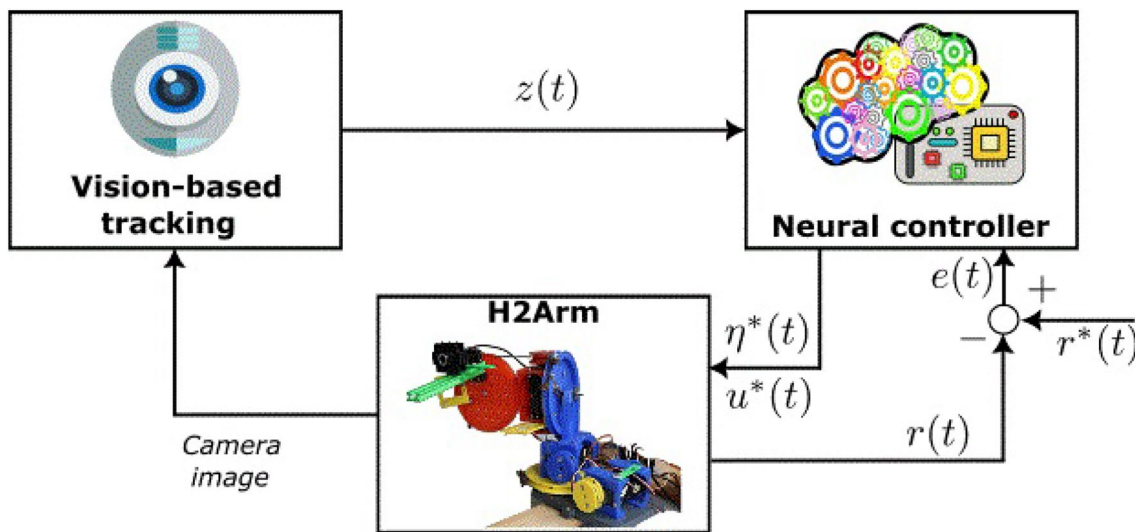 z(t)
Vision-based
tracking
Neural controller
e(t)
+
−
r*(t)
H2Arm
η*(t)
u*(t)
r(t)
Camera
image